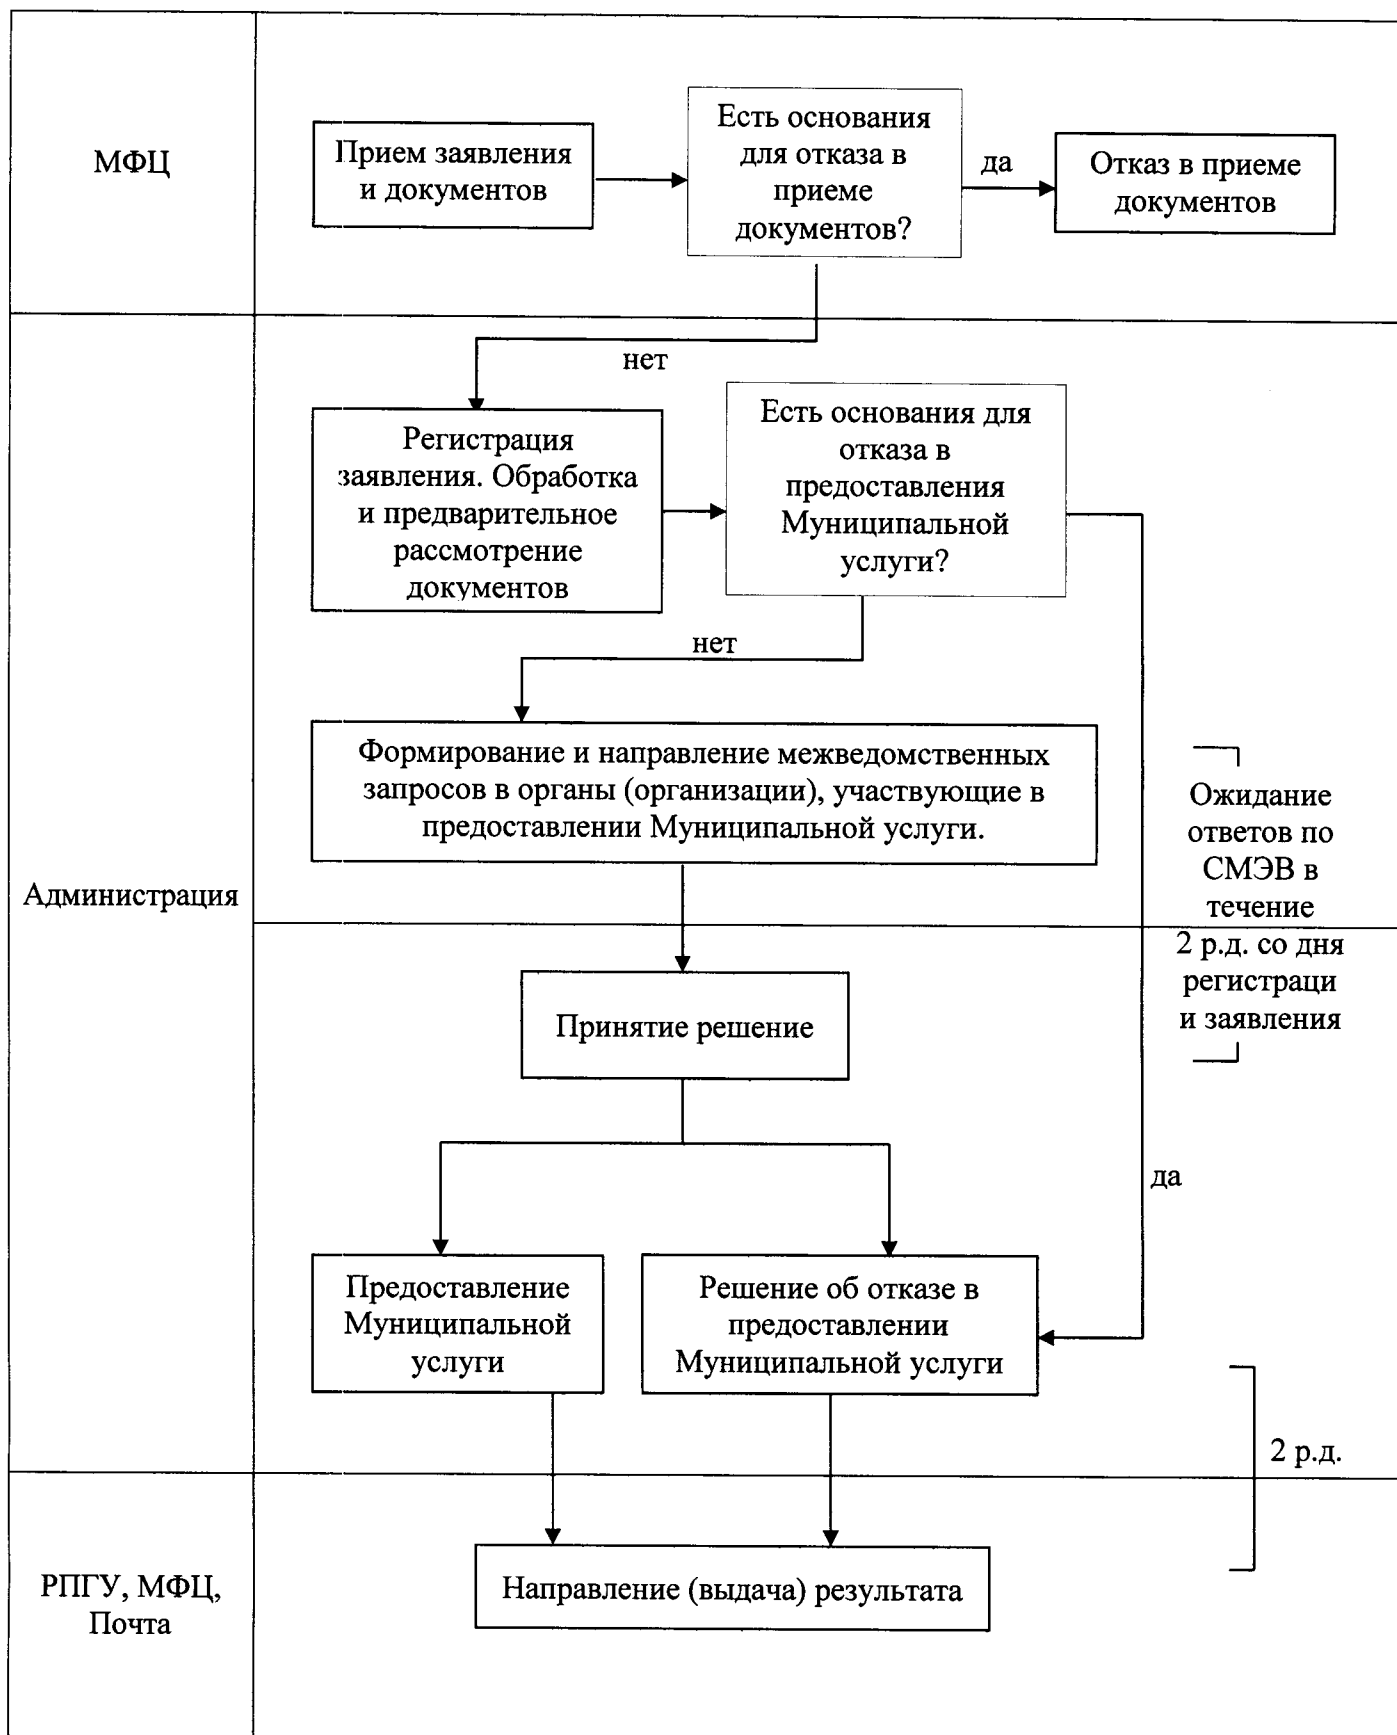 МФЦ
Прием заявления
и документов
Есть основания
для отказа в
приеме
документов?
да
Отказ в приеме
документов
нет
Администрация
Регистрация
заявления. Обработка
и предварительное
рассмотрение
документов
Есть основания для
отказа в
предоставления
Муниципальной
услуги?
нет
Формирование и направление межведомственных
запросов в органы (организации), участвующие в
предоставлении Муниципальной услуги.
Ожидание
ответов по
СМЭВ в
течение
2 р.д. со дня
регистраци
и заявления
Принятие решение
да
Предоставление
Муниципальной
услуги
Решение об отказе в
предоставлении
Муниципальной услуги
2 р.д.
РПГУ, МФЦ,
Почта
Направление (выдача) результата